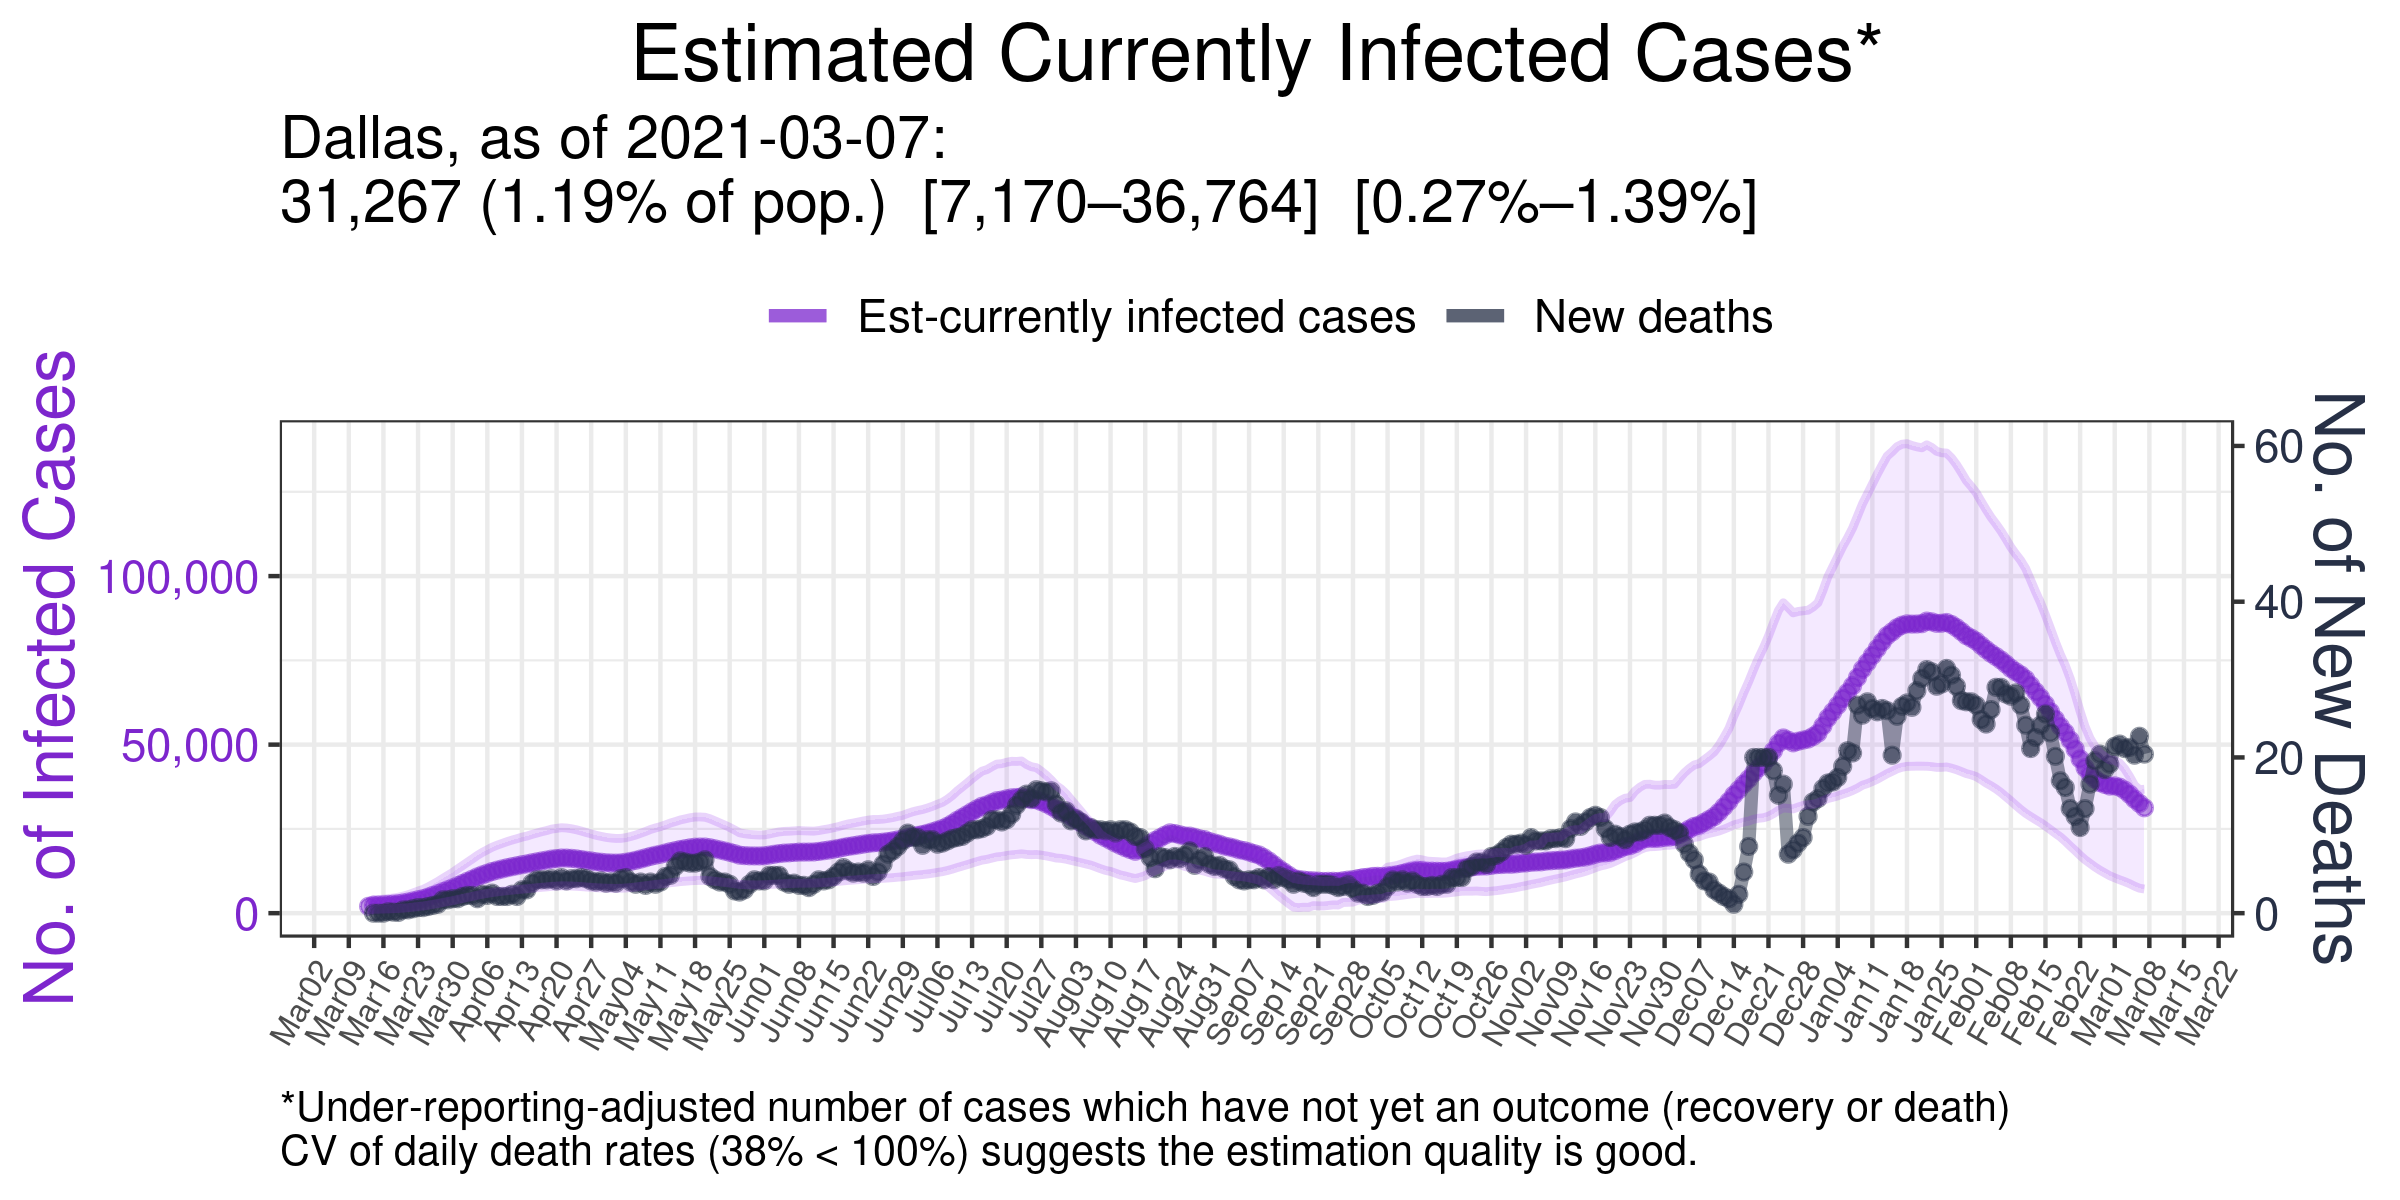 Estimated Currently Infected Cases*
Dallas, as of 2021-03-07:
31,267 (1.19% of pop.) [7,170–36,764] [0.27%–1.39%]
Est-currently infected cases
New deaths
No. of Infected Cases
100,000
50,000
0
60
40
20
0
No. of New Deaths
Mar02
Mar09
Mar16
Mar23
Mar30
Apr06
Apr13
Apr20
Apr27
May04
May11
May18
May25
Jun01
Jun08
Jun15
Jun22
Jun29
Jul06
Jul13
Jul20
Jul27
Aug03
Aug10
Aug17
Aug24
Aug31
Sep07
Sep14
Sep21
Sep28
Oct05
Oct12
Oct19
Oct26
Nov02
Nov09
Nov16
Nov23
Nov30
Dec07
Dec14
Dec21
Dec28
Jan04
Jan11
Jan18
Jan25
Feb01
Feb08
Feb15
Feb22
Mar01
Mar08
Mar15
Mar22
*Under-reporting-adjusted number of cases which have not yet an outcome (recovery or death)
CV of daily death rates (38% < 100%) suggests the estimation quality is good.